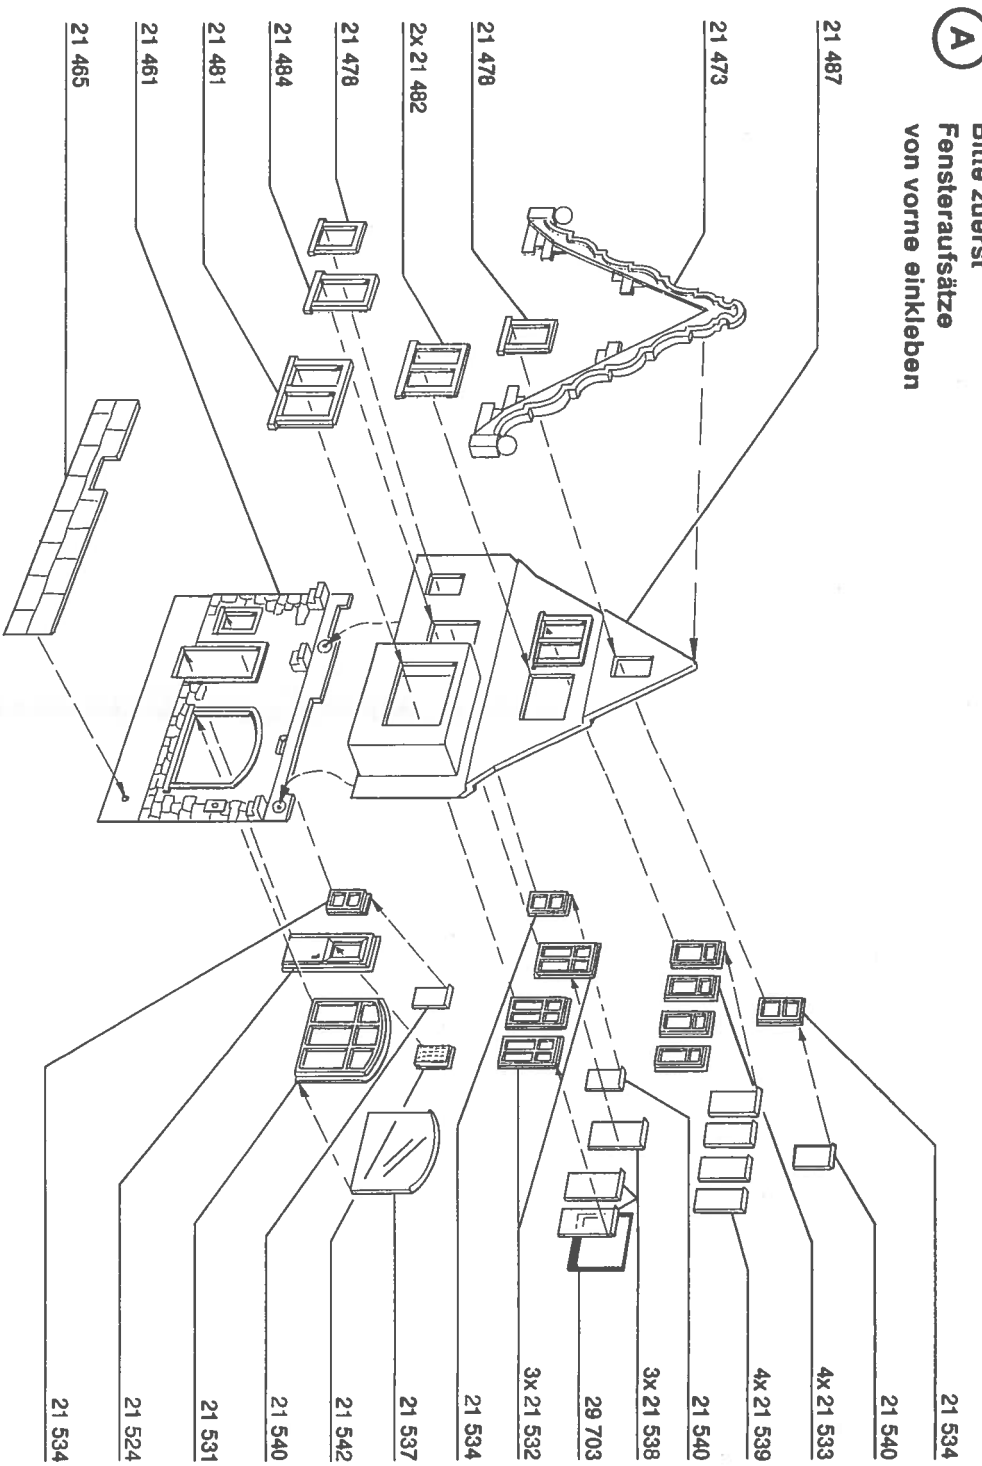 A
Bitte zuerst
Fensteraufsätze
von vorne einkleben
21 487
21 473
21 478
2x 21 482
21 478
21 484
21 481
21 461
21 465
21 534
21 540
4x 21 533
4x 21 539
21 540
3x 21 538
29 703
3x 21 532
21 534
21 537
21 542
21 540
21 531
21 524
21 534